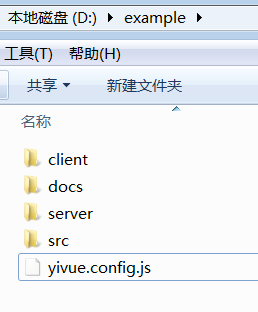 本地磁盘 (D:) ▸ example ▸
工具(T) 帮助(H)
共享 ▼ 新建文件夹
名称
client
docs
server
src
yivue.config.js